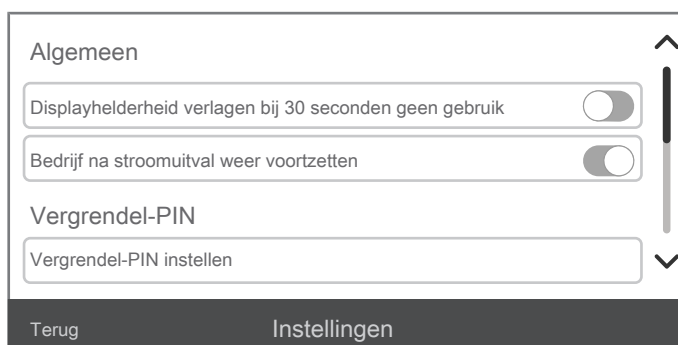 Algemeen
Displayhelderheid verlagen bij 30 seconden geen gebruik
Bedrijf na stroomuitval weer voortzetten
Vergrendel-PIN
Vergrendel-PIN instellen
Terug
Instellingen